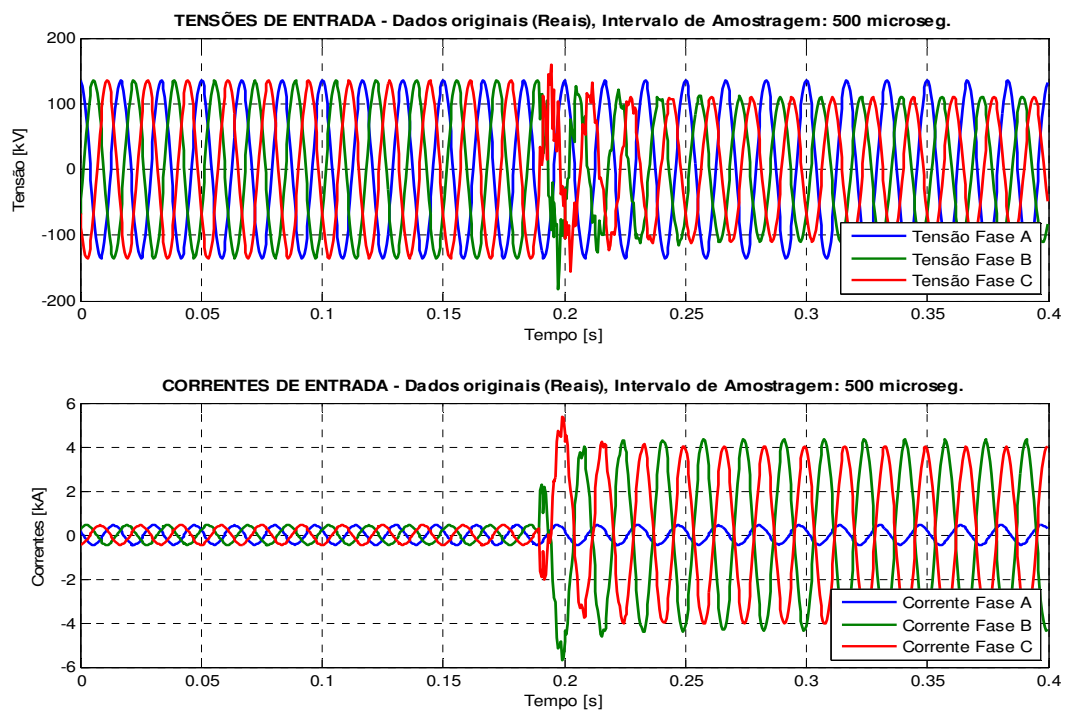 TENSÕES DE ENTRADA - Dados originais (Reais), Intervalo de Amostragem: 500 microseg.
200
100
0
-100
-200
Tensão [kV]
Tensão Fase A
Tensão Fase B
Tensão Fase C
0 0.05 0.1 0.15 0.2 0.25 0.3 0.35 0.4
Tempo [s]
CORRENTES DE ENTRADA - Dados originais (Reais), Intervalo de Amostragem: 500 microseg.
6
4
2
0
-2
-4
-6
Correntes [kA]
Corrente Fase A
Corrente Fase B
Corrente Fase C
0 0.05 0.1 0.15 0.2 0.25 0.3 0.35 0.4
Tempo [s]